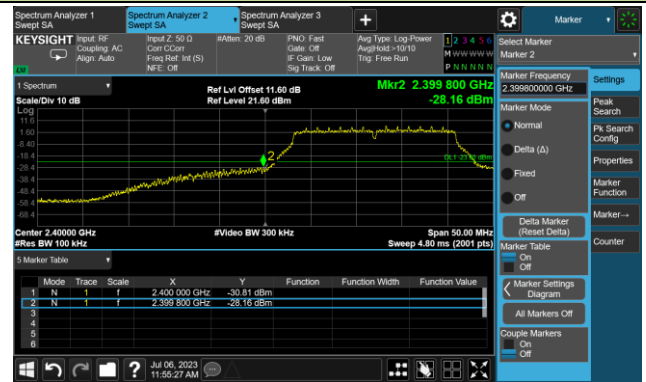 Spectrum Analyzer 1
Swept SA
Spectrum Analyzer 2
Swept SA
Spectrum Analyzer 3
Swept SA
+
Marker
KEYSIGHT
Input: RF
Coupling: AC
Align: Auto
Input Z: 50 Ω
Corr CCorr
Freq Ref: Int (S)
NFE: Off
#Atten: 20 dB
PNO: Fast
Gate: Off
IF Gain: Low
Sig Track: Off
Avg Type: Log-Power
Avg|Hold:>10/10
Trig: Free Run
1 2 3 4 5 6
M W W W W W
P N N N N N
Select Marker
Marker 2
LXI
1 Spectrum
Scale/Div 10 dB
Log
Ref Lvl Offset 11.60 dB
Ref Level 21.60 dBm
Mkr2 2.399 800 GHz
-28.16 dBm
11.6
1.60
-8.40
-18.4
-28.4
-38.4
-48.4
-58.4
-68.4
2
Center 2.40000 GHz
#Res BW 100 kHz
#Video BW 300 kHz
Span 50.00 MHz
Sweep 4.80 ms (2001 pts)
5 Marker Table
Mode Trace Scale X Y Function Function Width Function Value
1 N 1 f 2.400 000 GHz -30.81 dBm
2 N 1 f 2.399 800 GHz -28.16 dBm
3
4
5
6
Marker Frequency
2.399800000 GHz
Marker Mode
Normal
Delta (Δ)
Fixed
Off
Delta Marker
(Reset Delta)
Marker Table
On
Off
Marker Settings
Diagram
All Markers Off
Couple Markers
On
Off
Settings
Peak
Search
Pk Search
Config
Properties
Marker
Function
Marker→
Counter
?
Jul 06, 2023
11:55:27 AM